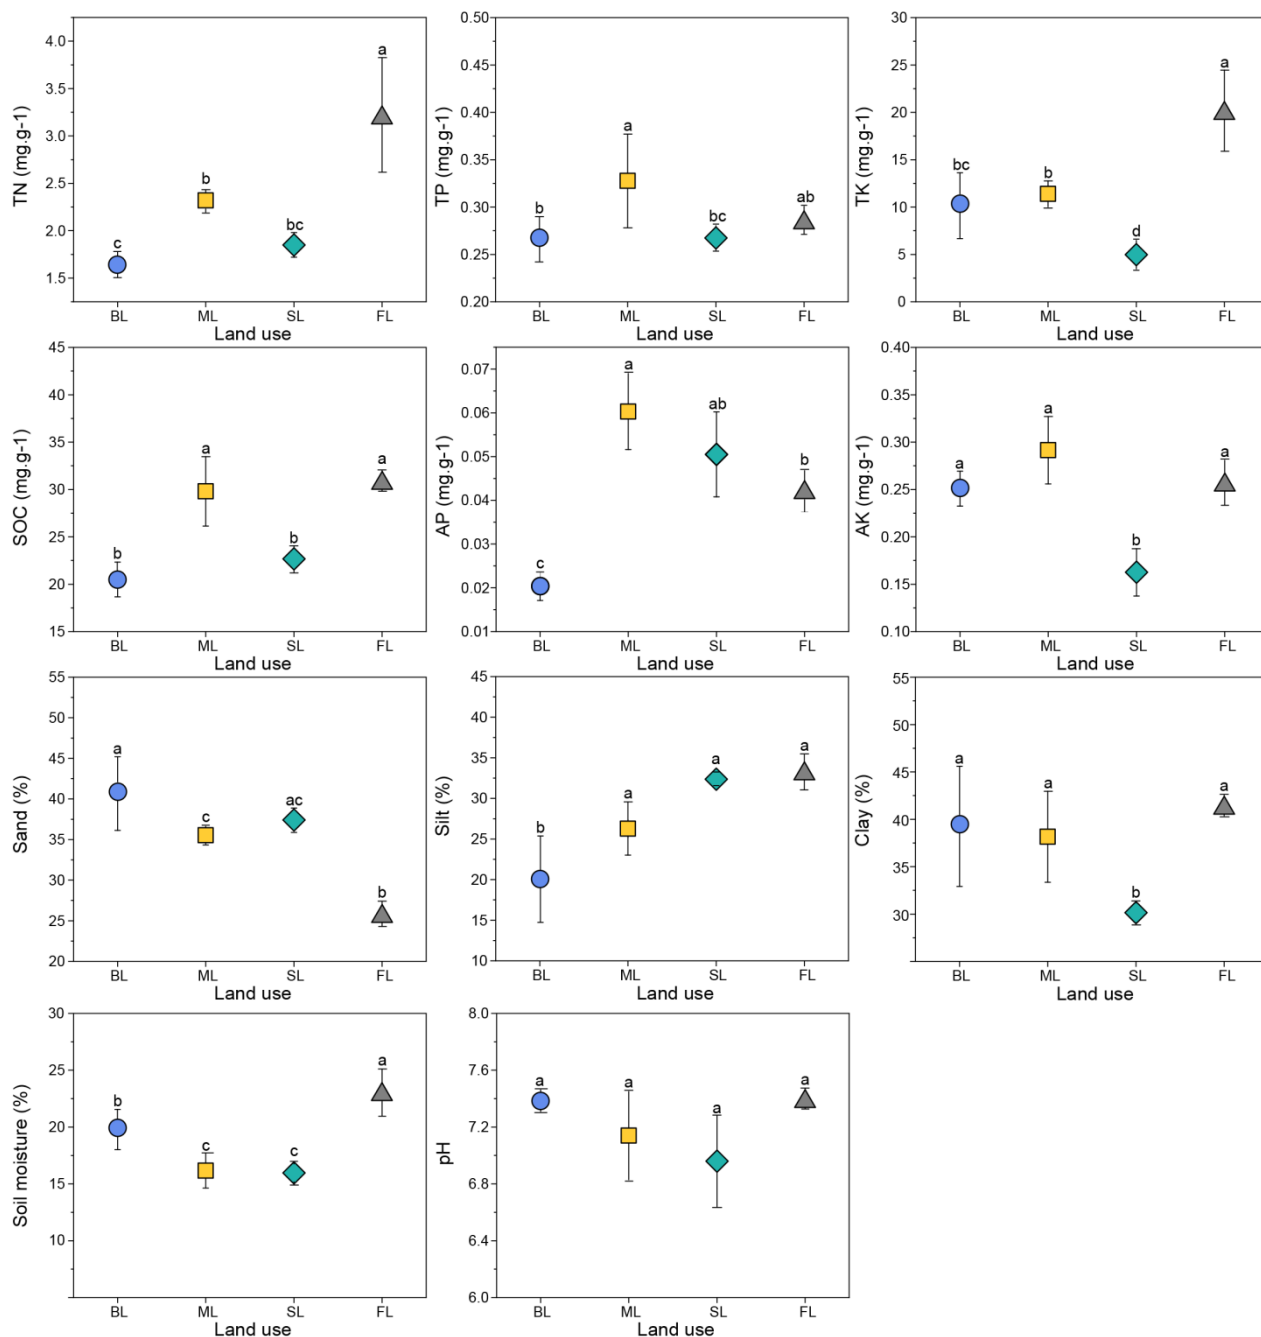 TN (mg.g-1)
4.0
3.5
3.0
2.5
2.0
1.5
c
b
bc
a
BL ML SL FL
Land use
TP (mg.g-1)
0.50
0.40
0.35
0.30
0.25
0.20
b
a
bc
ab
BL ML SL FL
Land use
TK (mg.g-1)
30
25
20
15
10
5
0
bc
b
d
a
BL ML SL FL
Land use
SOC (mg.g-1)
45
40
35
30
25
20
15
b
a
b
a
BL ML SL FL
Land use
AP (mg.g-1)
0.07
0.06
0.05
0.04
0.03
0.02
0.01
c
a
ab
b
BL ML SL FL
Land use
AK (mg.g-1)
0.40
0.35
0.30
0.25
0.15
0.10
a
a
b
a
BL ML SL FL
Land use
Sand (%)
55
50
45
40
35
30
25
20
a
c
ac
b
BL ML SL FL
Land use
Silt (%)
45
40
35
30
25
20
15
10
b
a
a
a
BL ML SL FL
Land use
Clay (%)
55
50
45
40
35
30
a
a
b
a
BL ML SL FL
Land use
Soil moisture (%)
30
25
20
15
10
b
c
c
a
BL ML SL FL
Land use
pH
8.0
7.6
7.2
6.8
6.4
6.0
a
a
a
a
BL ML SL FL
Land use